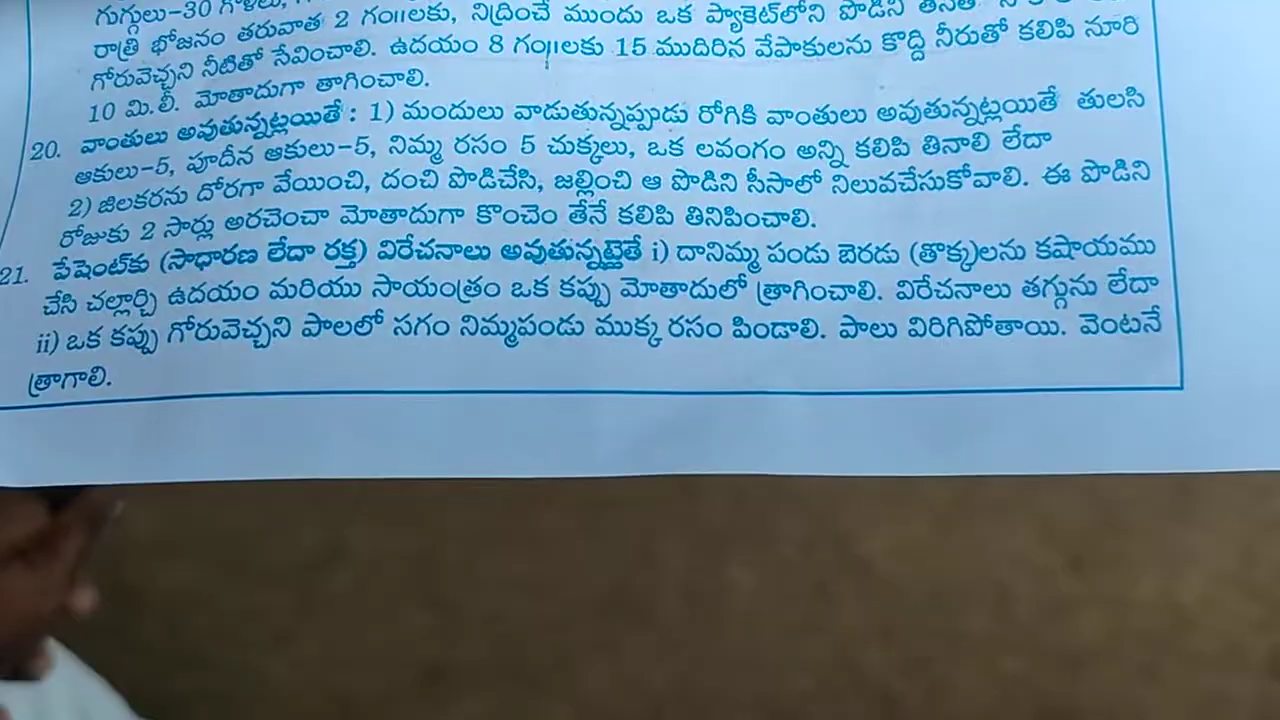 గుగ్గులు-30 గోళీలు,
రాత్రి భోజనం తరువాత 2 గం॥లకు, నిద్రించే ముందు ఒక ప్యాకెట్‌లోని పొడిని
గోరువెచ్చని నీటితో సేవించాలి. ఉదయం 8 గం॥లకు 15 ముదిరిన వేపాకులను కొద్ది నీరుతో కలిపి నూరి
10 మి.లీ. మోతాదుగా త్రాగించాలి.
20. వాంతులు అవుతున్నట్లయితే : 1) మందులు వాడుతున్నప్పుడు రోగికి వాంతులు అవుతున్నట్లయితే తులసి
ఆకులు-5, పూదీన ఆకులు-5, నిమ్మ రసం 5 చుక్కలు, ఒక లవంగం అన్ని కలిపి తినాలి లేదా
2) జిలకరను దోరగా వేయించి, దంచి పొడిచేసి, జల్లించి ఆ పొడిని సీసాలో నిలువచేసుకోవాలి. ఈ పొడిని
రోజుకు 2 సార్లు అరచెంచా మోతాదుగా కొంచెం తేనే కలిపి తినిపించాలి.
21. పేషెంట్‌కు (సాధారణ లేదా రక్త) విరేచనాలు అవుతున్నట్లైతే i) దానిమ్మ పండు బెరడు (తొక్క)లను కషాయము
చేసి చల్లార్చి ఉదయం మరియు సాయంత్రం ఒక కప్పు మోతాదులో త్రాగించాలి. విరేచనాలు తగ్గును లేదా
ii) ఒక కప్పు గోరువెచ్చని పాలలో సగం నిమ్మపండు ముక్క రసం పిండాలి. పాలు విరిగిపోతాయి. వెంటనే
త్రాగాలి.